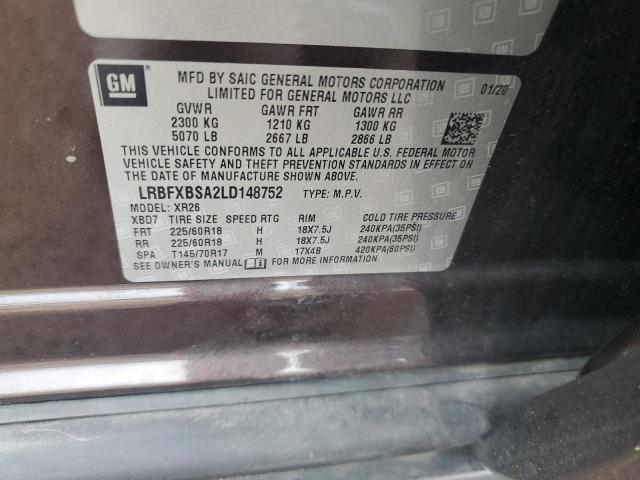 GM
MFD BY SAIC GENERAL MOTORS CORPORATION 01/20
LIMITED FOR GENERAL MOTORS LLC
GVWR GAWR FRT GAWR RR
2300 KG 1210 KG 1300 KG
5070 LB 2667 LB 2866 LB
THIS VEHICLE CONFORMS TO ALL APPLICABLE U.S. FEDERAL MOTOR
VEHICLE SAFETY AND THEFT PREVENTION STANDARDS IN EFFECT ON
THE DATE OF MANUFACTURE SHOWN ABOVE.
LRBFXBSA2LD148752 TYPE: M.P.V.
MODEL: XR26
XBD7 TIRE SIZE SPEED RTG RIM COLD TIRE PRESSURE
FRT 225/60R18 H 18X7.5J 240KPA(35PSI)
RR 225/60R18 H 18X7.5J 240KPA(35PSI)
SPA T145/70R17 M 17X4B 420KPA(60PSI)
SEE OWNER'S MANUAL FOR MORE INFORMATION.